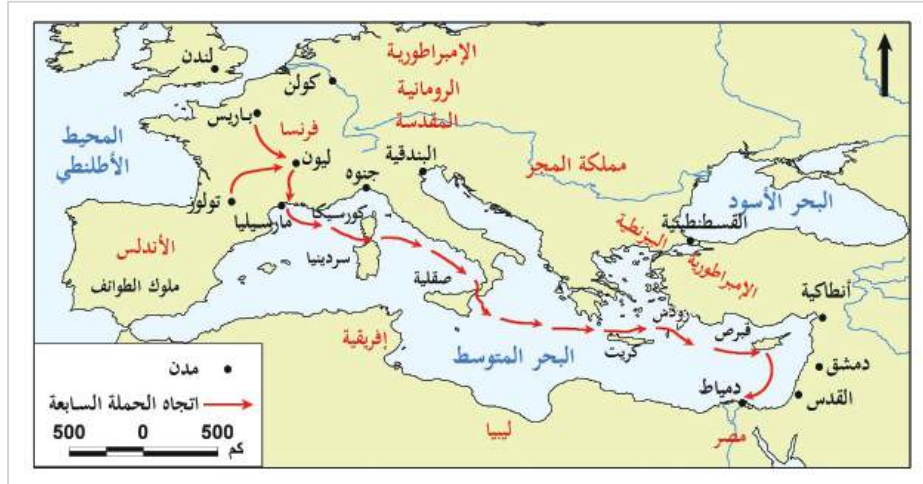 الإمبراطورية
الرومانية
المقدسة
لندن
كولن
باريس
فرنسا
المحيط
الأطلنطي
ليون
البندقية
مملكة المجر
جنوه
تولوز
مارسيليا
كورسيكا
البحر الأسود
القسطنطينية
الإمبراطورية
البيزنطية
الأندلس
ملوك الطوائف
سردينيا
صقلية
أنطاكية
رودس
قبرص
كريت
إفريقية
البحر المتوسط
دمشق
القدس
دمياط
مصر
ليبيا
مدن
اتجاه الحملة السابعة
500 0 500
كم